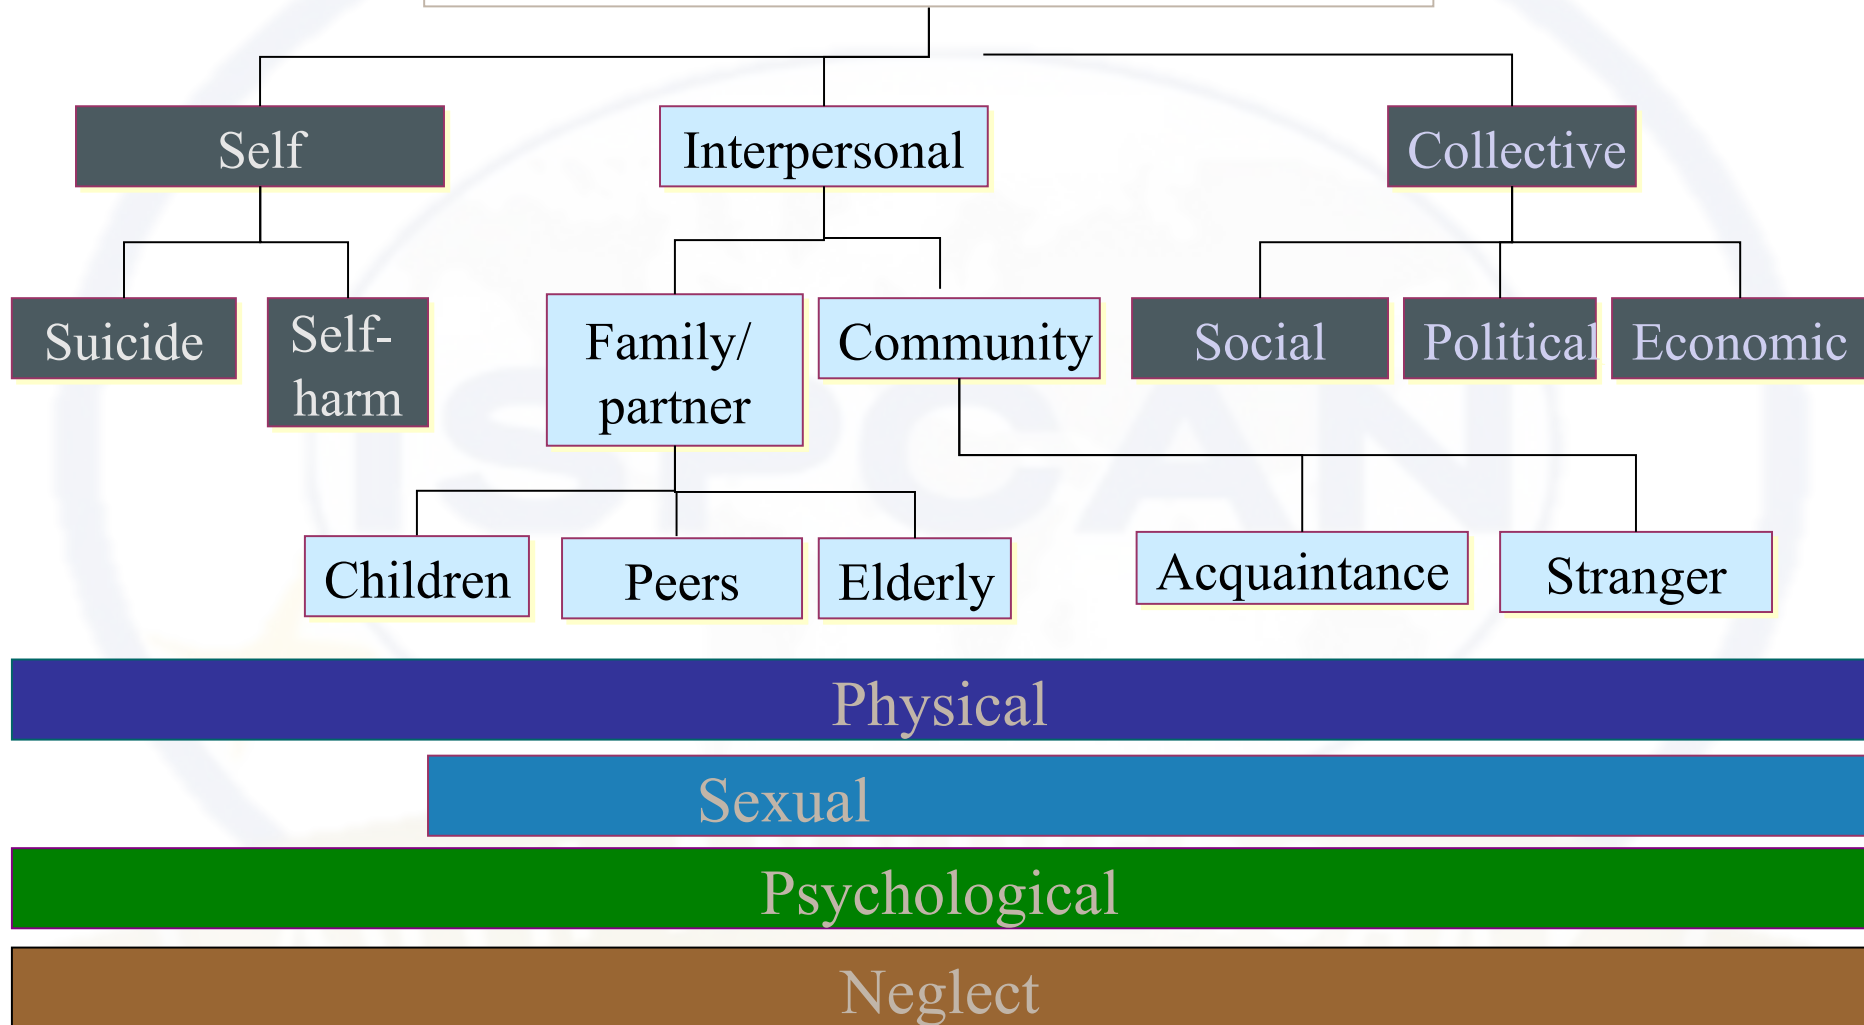 Self
Interpersonal
Collective
Suicide
Self-
harm
Family/
partner
Community
Social
Political
Economic
Children
Peers
Elderly
Acquaintance
Stranger
ISPCAN
Physical
Sexual
Psychological
Neglect